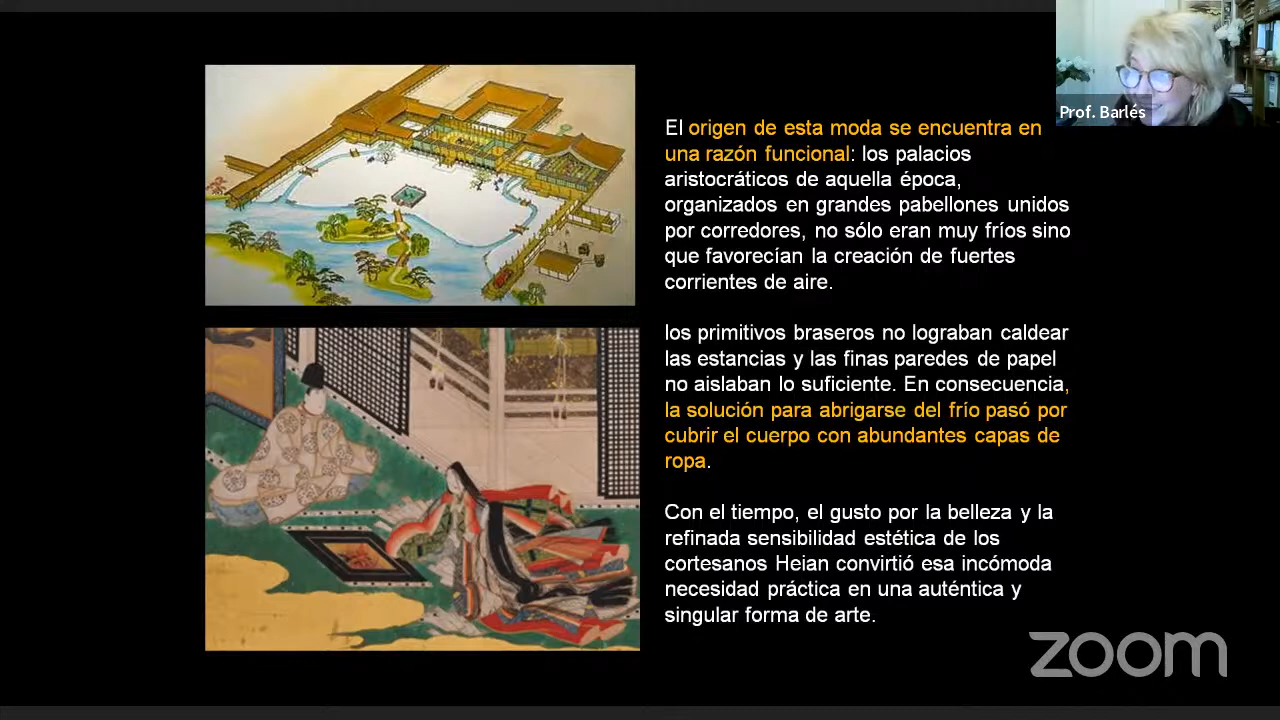 Prof. Barlés
El origen de esta moda se encuentra en
una razón funcional: los palacios
aristocráticos de aquella época,
organizados en grandes pabellones unidos
por corredores, no sólo eran muy fríos sino
que favorecían la creación de fuertes
corrientes de aire.
los primitivos braseros no lograban caldear
las estancias y las finas paredes de papel
no aislaban lo suficiente. En consecuencia,
la solución para abrigarse del frío pasó por
cubrir el cuerpo con abundantes capas de
ropa.
Con el tiempo, el gusto por la belleza y la
refinada sensibilidad estética de los
cortesanos Heian convirtió esa incómoda
necesidad práctica en una auténtica y
singular forma de arte.
zoom